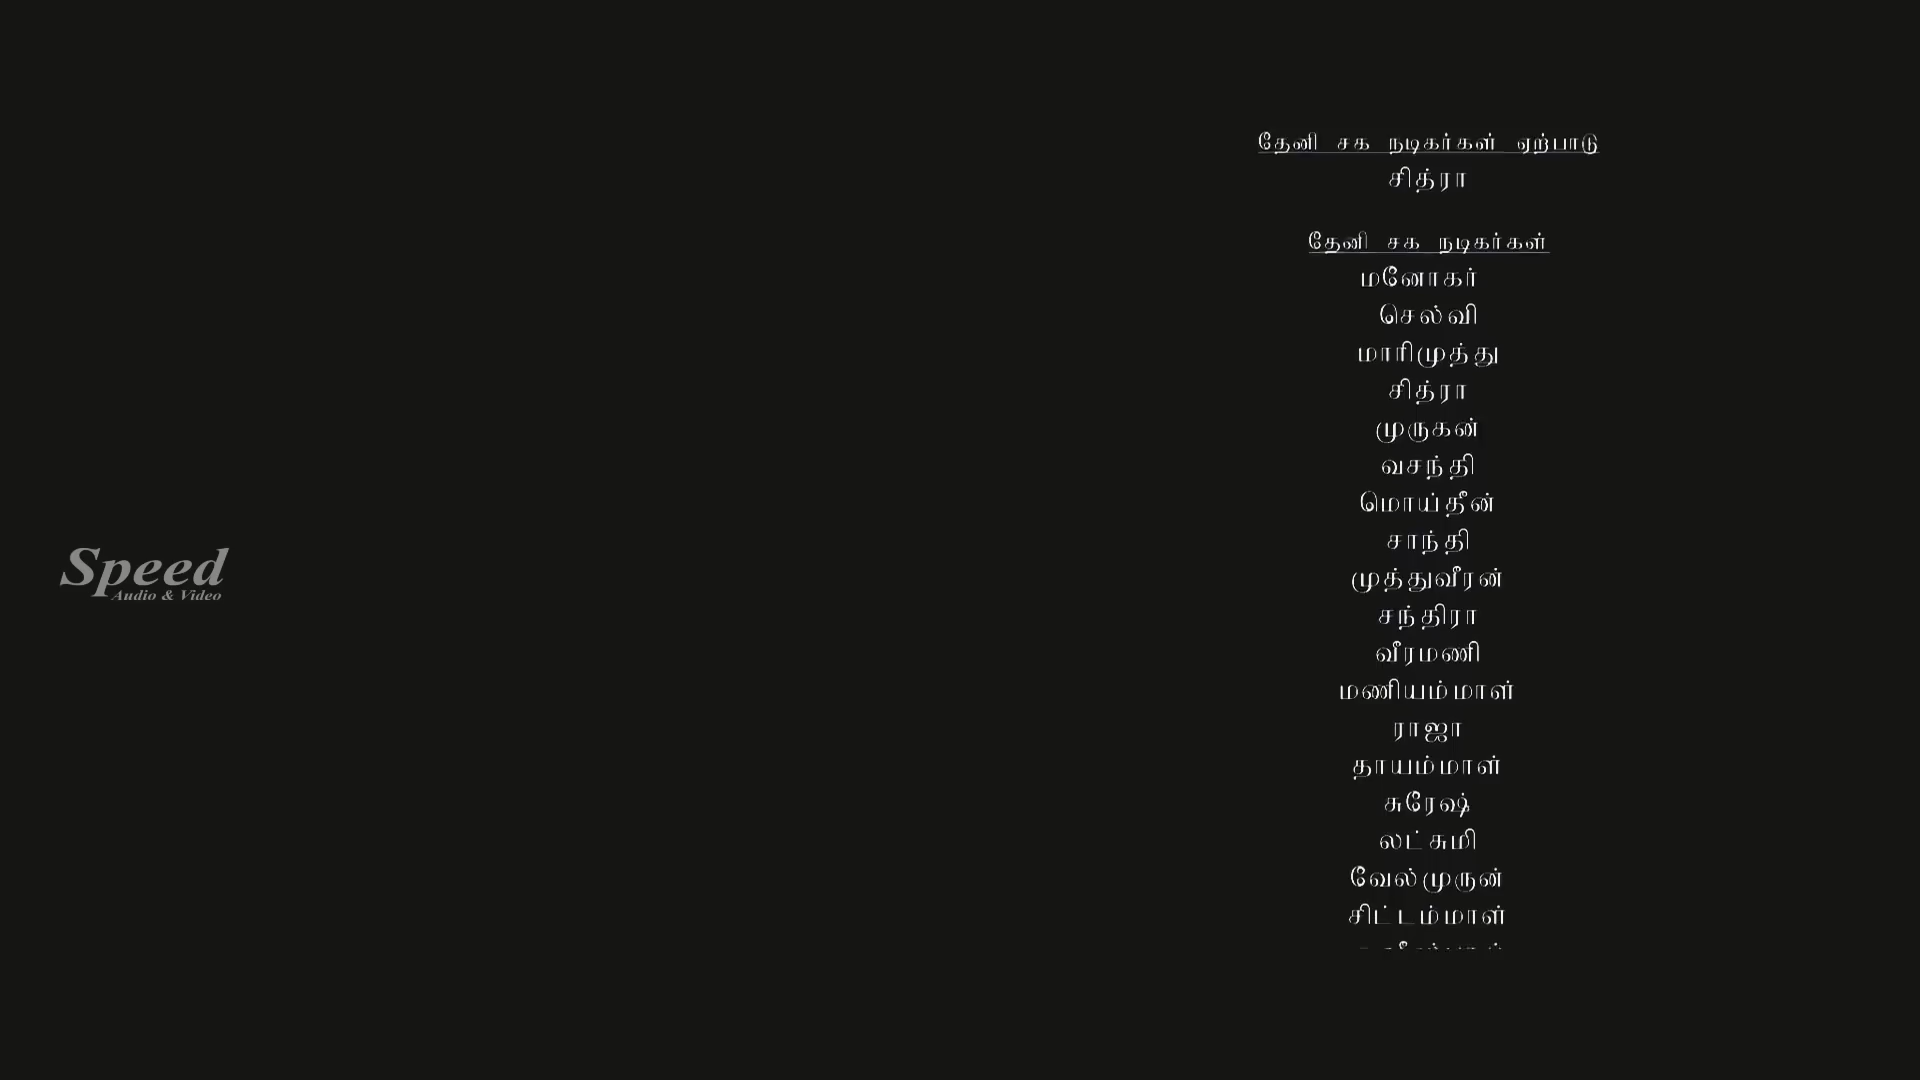 தேனி சக நடிகர்கள் ஏற்பாடு
சித்ரா
தேனி சக நடிகர்கள்
மனோகர்
செல்வி
மாரிமுத்து
சித்ரா
முருகன்
வசந்தி
மொய்தீன்
சாந்தி
முத்துவீரன்
சந்திரா
வீரமணி
மணியம்மாள்
ராஜா
தாயம்மாள்
சுரேஷ்
லட்சுமி
வேல்முருன்
சிட்டம்மாள்
Speed
Audio & Video